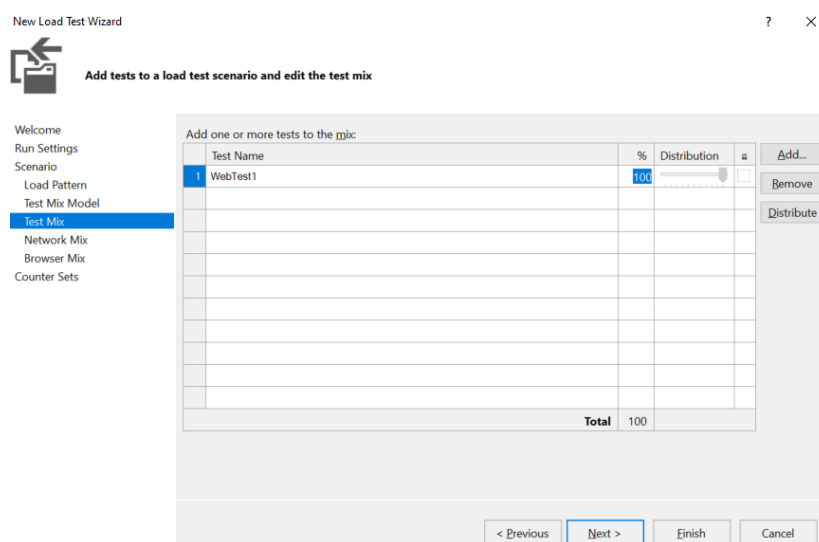 New Load Test Wizard
?
Add tests to a load test scenario and edit the test mix
Welcome
Run Settings
Scenario
Load Pattern
Test Mix Model
Test Mix
Network Mix
Browser Mix
Counter Sets
Add one or more tests to the mix:
Test Name % Distribution
1 WebTest1 100
Total 100
Add...
Remove
Distribute
< Previous Next > Finish Cancel